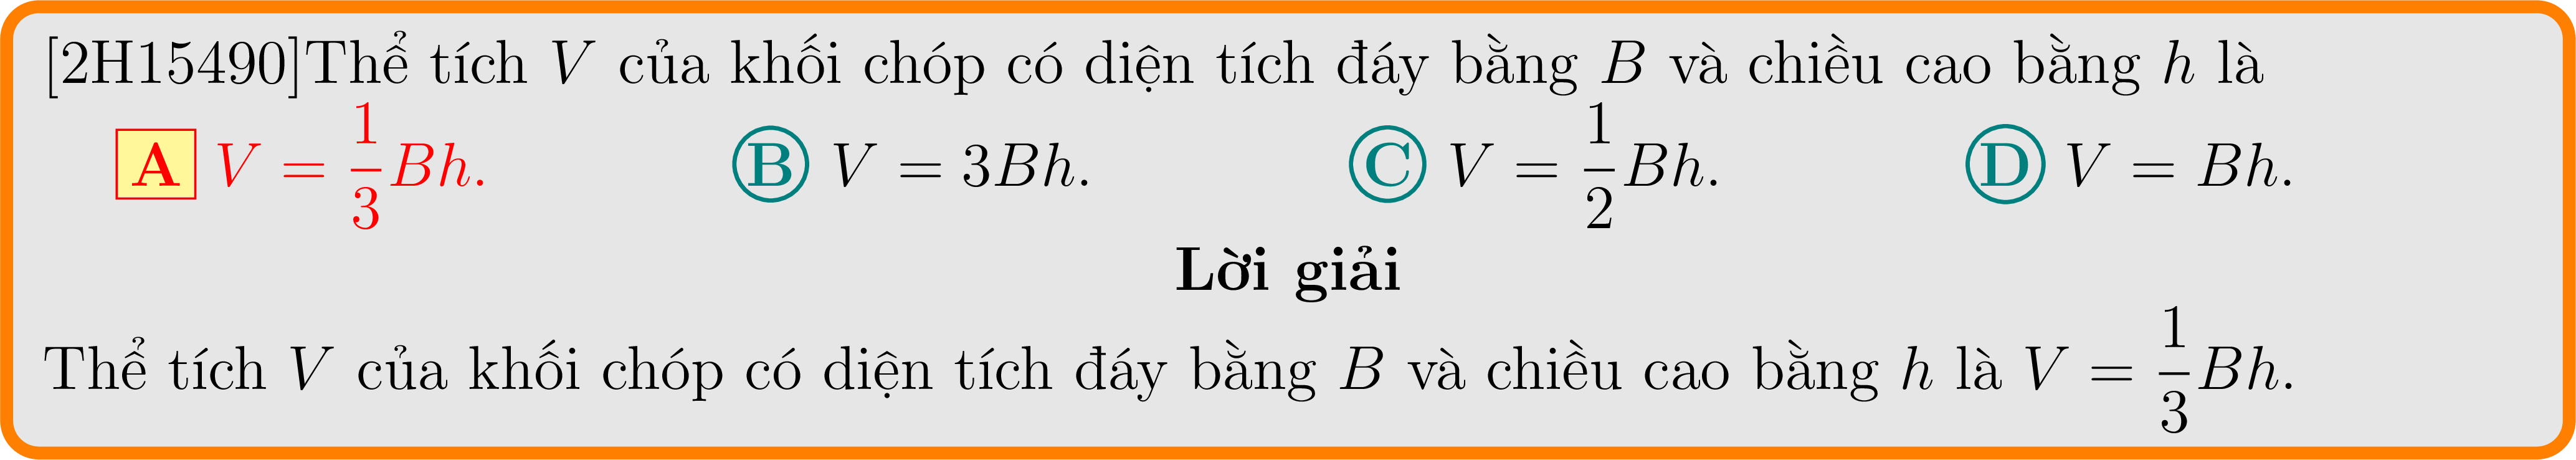 [2H15490]Thể tích V của khối chóp có diện tích đáy bằng B và chiều cao bằng h là
A V = \frac{1}{3}Bh. B V = 3Bh. C V = \frac{1}{2}Bh. D V = Bh.
Lời giải
Thể tích V của khối chóp có diện tích đáy bằng B và chiều cao bằng h là V = \frac{1}{3}Bh.